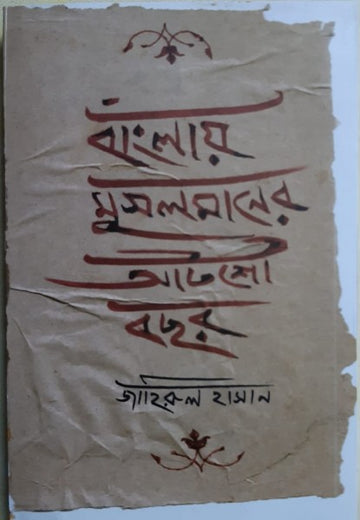 বাংলায়
মুসলমানের
আটশো
বছর
জাহিরুল হাসান